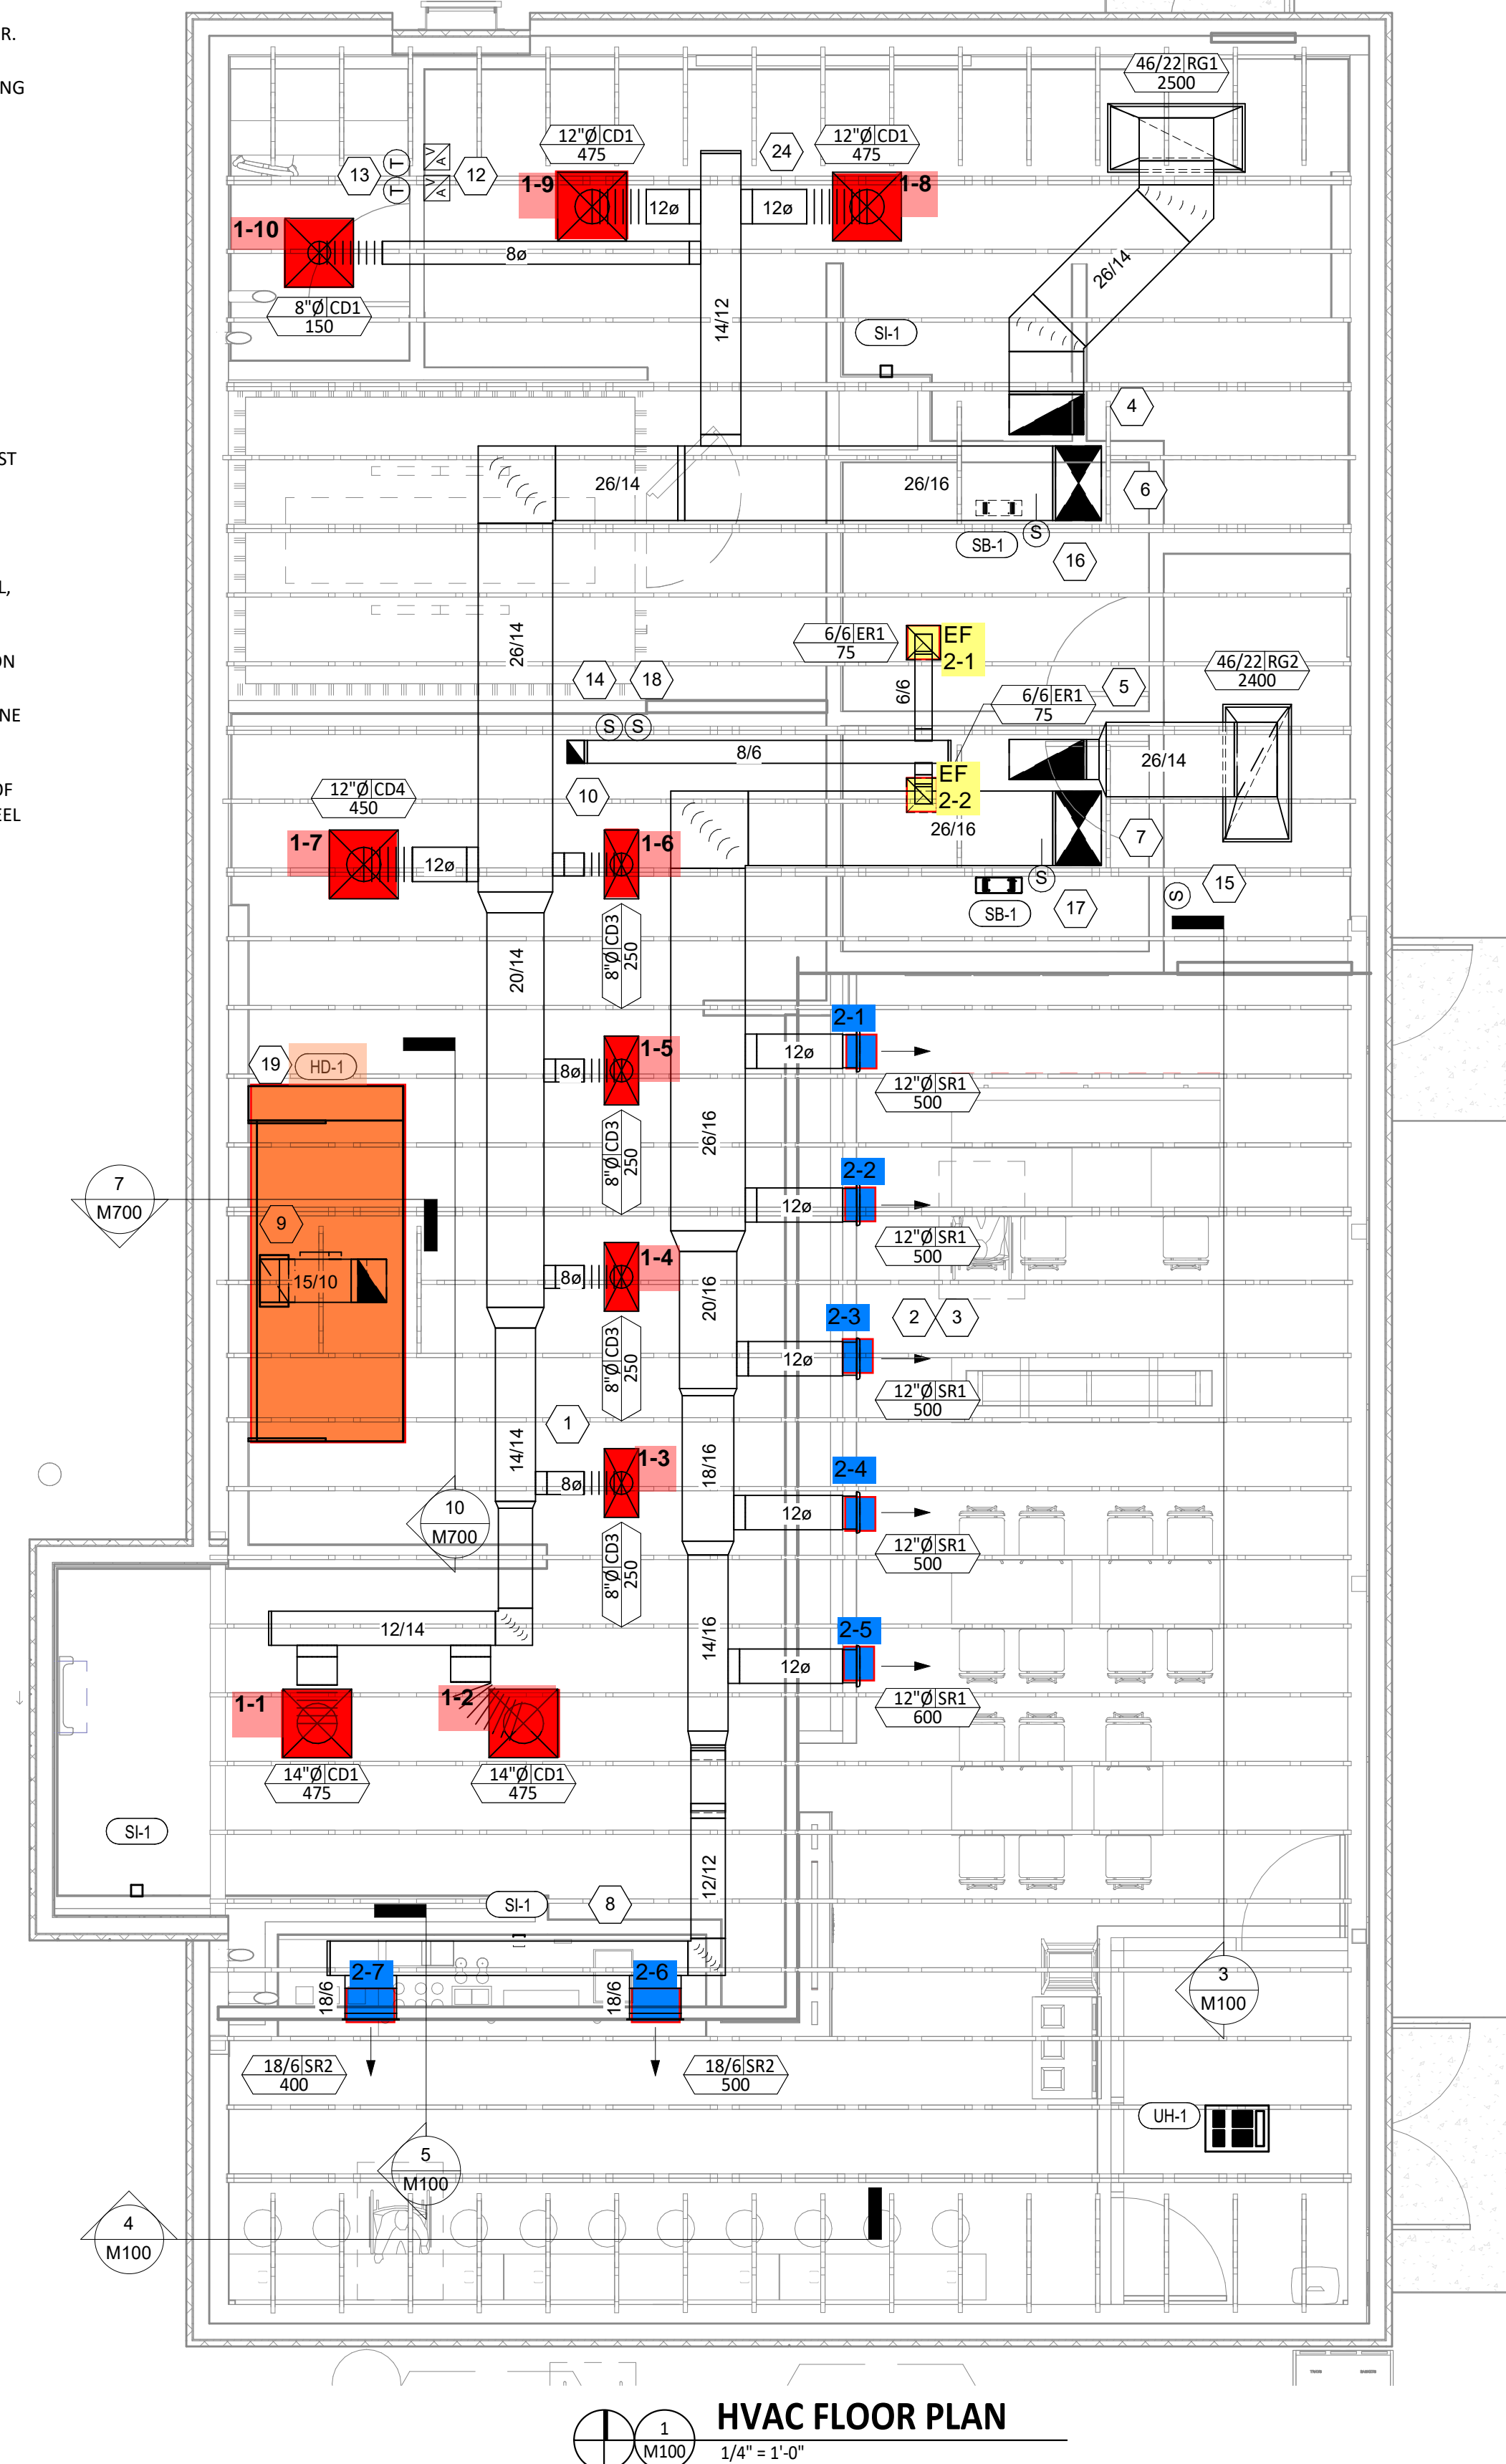 R.
NG
46/22 RG1
2500
12"Ø CD1
475
24
12"Ø CD1
475
13
T
V
A
12
T
V
A
1-9
12ø
12ø
1-8
1-10
8ø
26/14
8"Ø CD1
150
14/12
SI-1
4
ST
26/14
26/16
6
SB-1
S
16
L,
6/6 ER1
75
EF
2-1
26/14
ON
14
18
6/6
5
46/22 RG2
2400
6/6 ER1
75
NE
S
S
8/6
26/14
EF
2-2
OF
EEL
12"Ø CD4
450
10
26/16
7
1-7
12ø
1-6
S
15
S
SB-1
17
8"Ø CD3
250
20/14
2-1
19
HD-1
8ø
1-5
12ø
12"Ø SR1
500
8"Ø CD3
250
26/16
7
M700
2-2
12ø
9
12"Ø SR1
500
15/10
8ø
1-4
20/16
2-3
2
3
8"Ø CD3
250
12ø
12"Ø SR1
500
1
14/14
18/16
8ø
1-3
2-4
10
M700
12ø
12"Ø SR1
500
8"Ø CD3
250
12/14
14/16
2-5
12ø
12"Ø SR1
600
1-1
1-2
14"Ø CD1
475
14"Ø CD1
475
SI-1
12/12
SI-1
8
2-7
2-6
18/6
18/6
3
M100
18/6 SR2
400
18/6 SR2
500
UH-1
5
M100
4
M100
1
M100
HVAC FLOOR PLAN
1/4" = 1'-0"